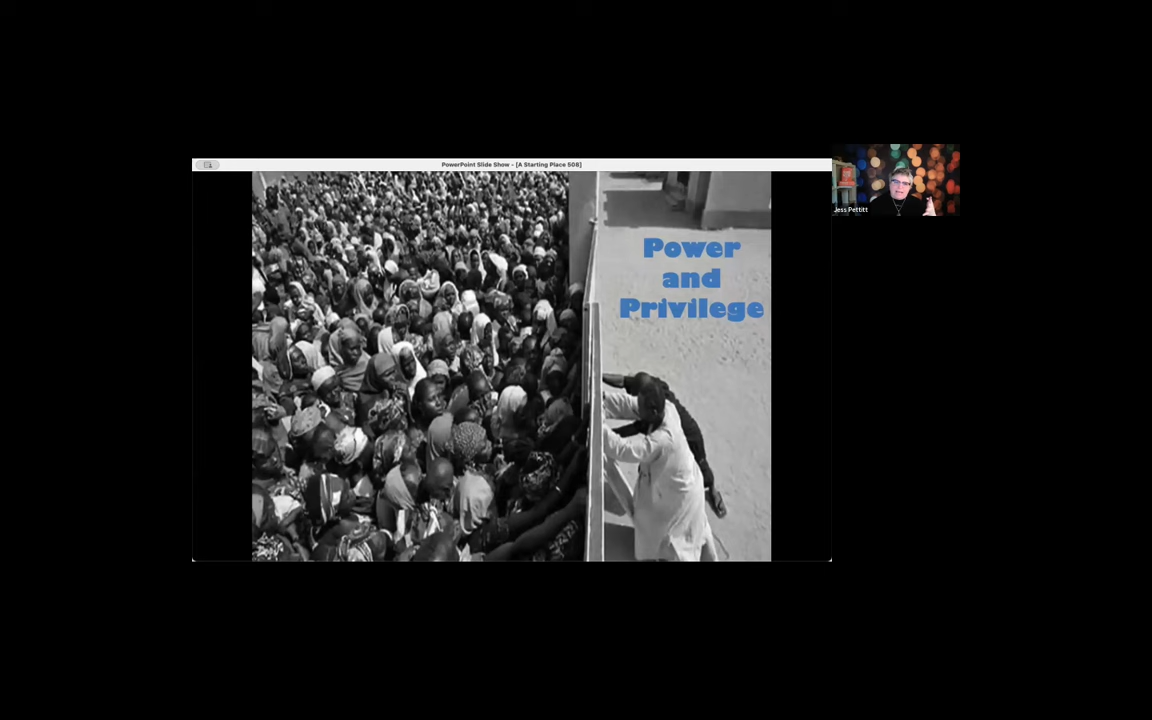 PowerPoint Slide Show - [A Starting Place 508]
Power
and
Privilege
Jess Pettitt